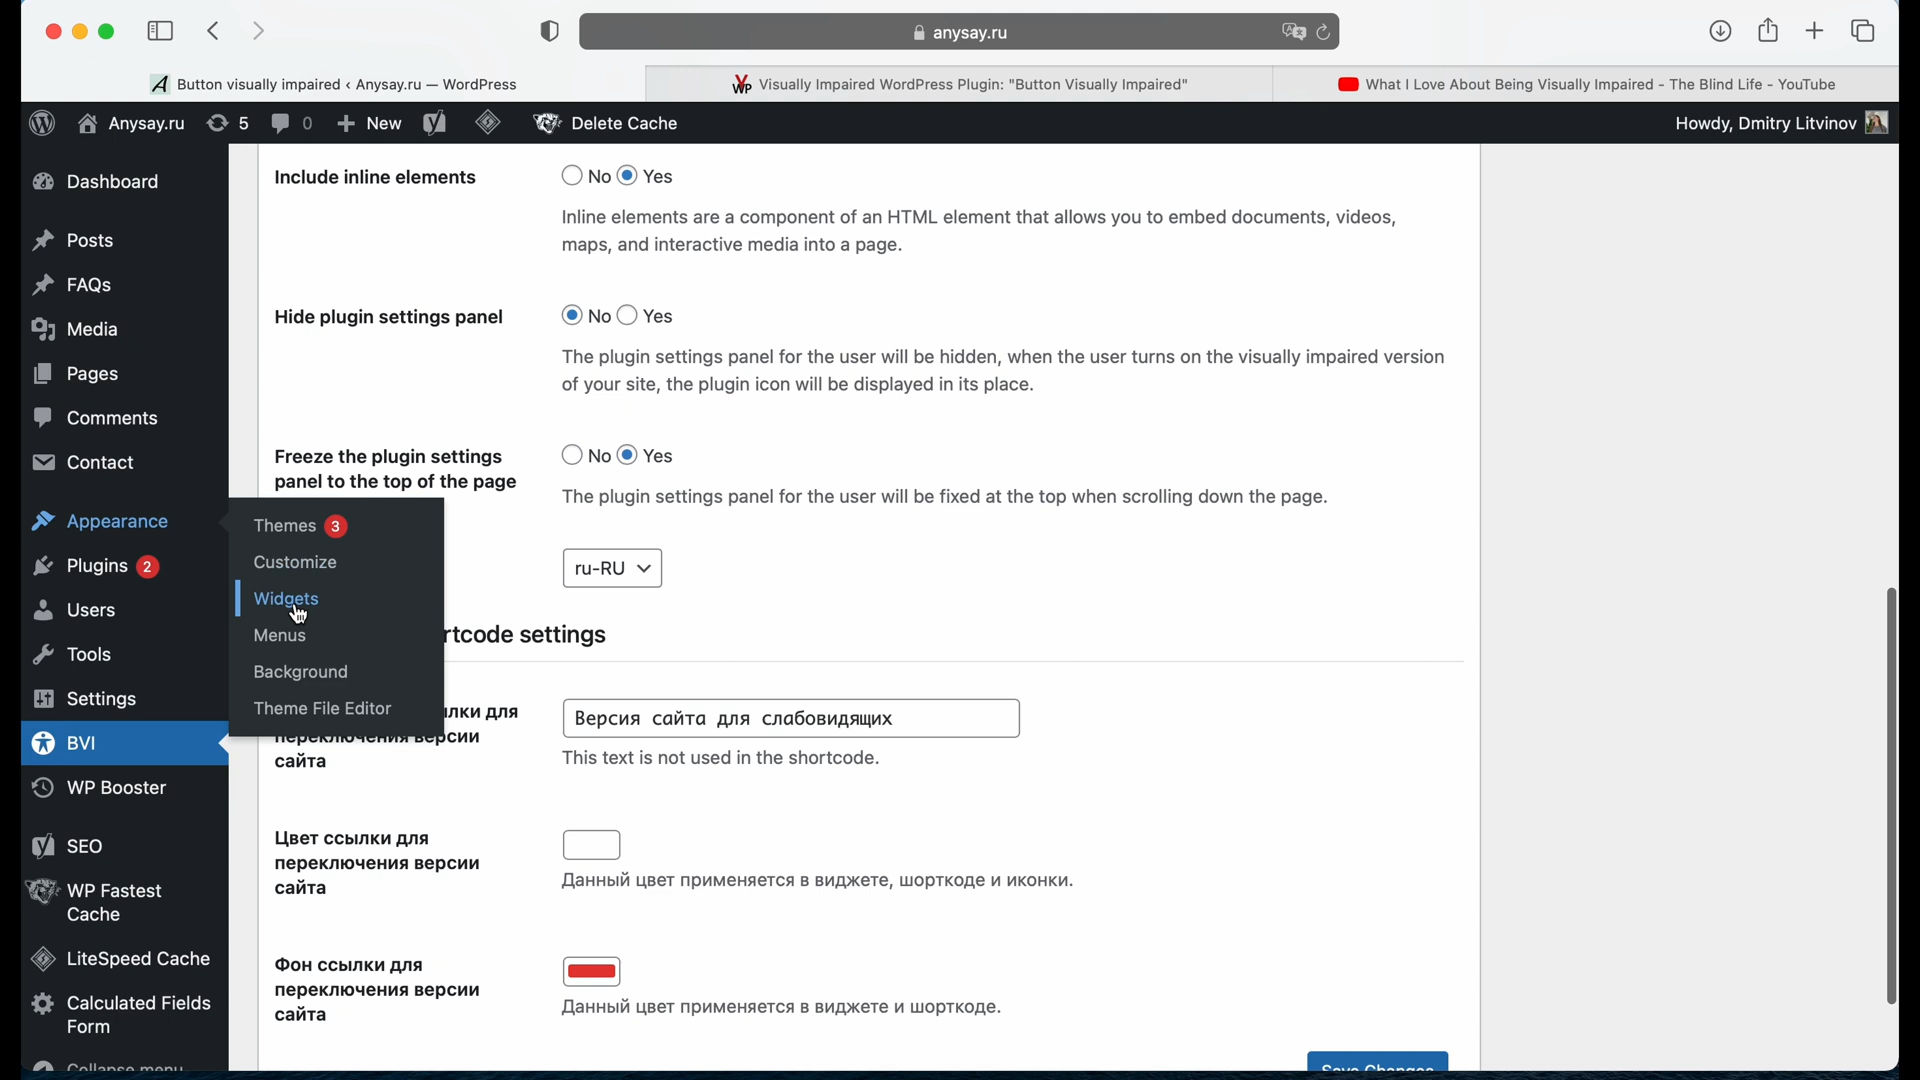 anysay.ru
Button visually impaired ‹ Anysay.ru — WordPress
Visually Impaired WordPress Plugin: "Button Visually Impaired"
What I Love About Being Visually Impaired - The Blind Life - YouTube
Anysay.ru
5
0
New
Delete Cache
Howdy, Dmitry Litvinov
Dashboard
Posts
FAQs
Media
Pages
Comments
Contact
Appearance
Plugins 2
Users
Tools
Settings
BVI
WP Booster
SEO
WP Fastest
Cache
LiteSpeed Cache
Calculated Fields
Form
Collapse menu
Themes 3
Customize
Widgets
Menus
Background
Theme File Editor
Include inline elements
No Yes
Inline elements are a component of an HTML element that allows you to embed documents, videos,
maps, and interactive media into a page.
Hide plugin settings panel
No Yes
The plugin settings panel for the user will be hidden, when the user turns on the visually impaired version
of your site, the plugin icon will be displayed in its place.
Freeze the plugin settings
panel to the top of the page
No Yes
The plugin settings panel for the user will be fixed at the top when scrolling down the page.
ru-RU
rtcode settings
для
переключения версии
сайта
Версия сайта для слабовидящих
This text is not used in the shortcode.
Цвет ссылки для
переключения версии
сайта
Данный цвет применяется в виджете, шорткоде и иконки.
Фон ссылки для
переключения версии
сайта
Данный цвет применяется в виджете и шорткоде.
Save Changes